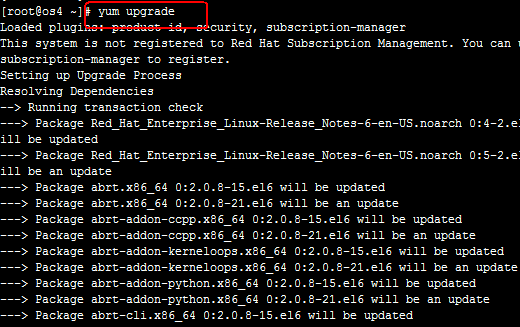 [root@os4 ~]# yum upgrade
Loaded plugins: product-id, security, subscription-manager
This system is not registered to Red Hat Subscription Management. You can u
subscription-manager to register.
Setting up Upgrade Process
Resolving Dependencies
--> Running transaction check
---> Package Red_Hat_Enterprise_Linux-Release_Notes-6-en-US.noarch 0:4-2.el
ill be updated
---> Package Red_Hat_Enterprise_Linux-Release_Notes-6-en-US.noarch 0:5-2.el
ill be an update
---> Package abrt.x86_64 0:2.0.8-15.el6 will be updated
---> Package abrt.x86_64 0:2.0.8-21.el6 will be an update
---> Package abrt-addon-ccpp.x86_64 0:2.0.8-15.el6 will be updated
---> Package abrt-addon-ccpp.x86_64 0:2.0.8-21.el6 will be an update
---> Package abrt-addon-kerneloops.x86_64 0:2.0.8-15.el6 will be updated
---> Package abrt-addon-kerneloops.x86_64 0:2.0.8-21.el6 will be an update
---> Package abrt-addon-python.x86_64 0:2.0.8-15.el6 will be updated
---> Package abrt-addon-python.x86_64 0:2.0.8-21.el6 will be an update
---> Package abrt-cli.x86_64 0:2.0.8-15.el6 will be updated